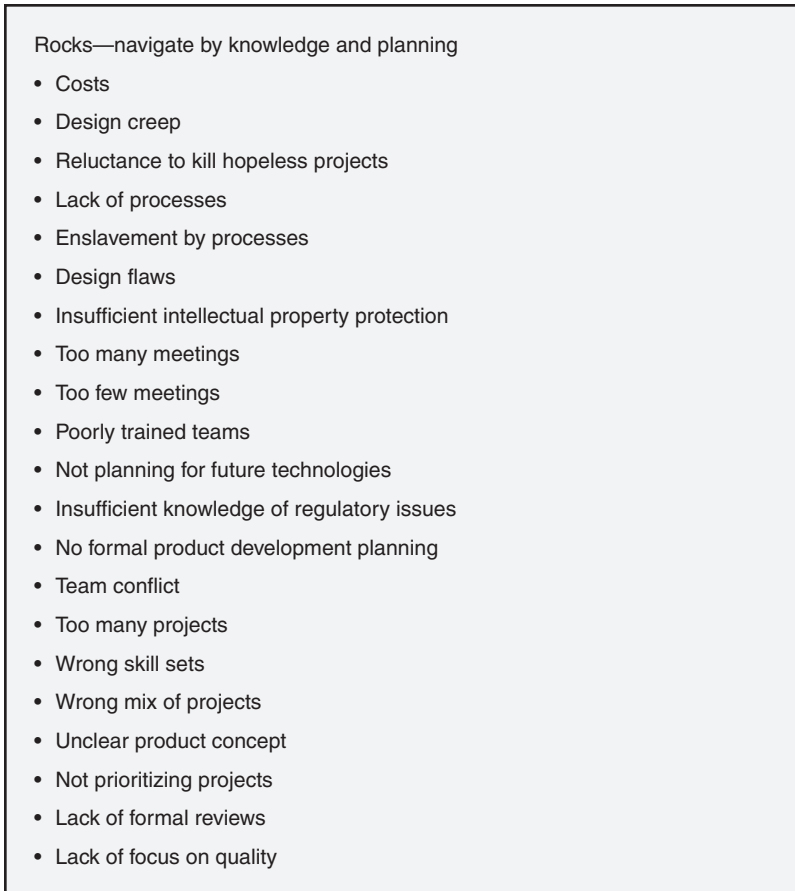 Rocks—navigate by knowledge and planning
• Costs
• Design creep
• Reluctance to kill hopeless projects
• Lack of processes
• Enslavement by processes
• Design flaws
• Insufficient intellectual property protection
• Too many meetings
• Too few meetings
• Poorly trained teams
• Not planning for future technologies
• Insufficient knowledge of regulatory issues
• No formal product development planning
• Team conflict
• Too many projects
• Wrong skill sets
• Wrong mix of projects
• Unclear product concept
• Not prioritizing projects
• Lack of formal reviews
• Lack of focus on quality